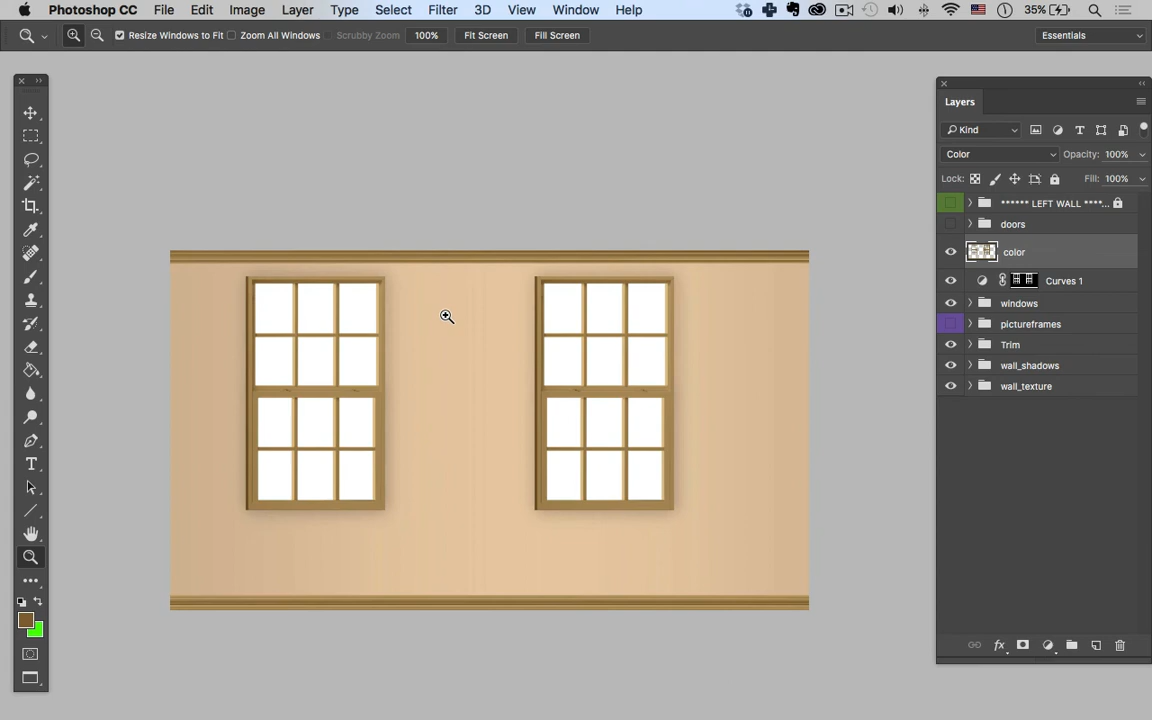 Photoshop CC File Edit Image Layer Type Select Filter 3D View Window Help 35%
Resize Windows to Fit Zoom All Windows Scrubby Zoom 100% Fit Screen Fill Screen Essentials
Layers
Kind
Color Opacity: 100%
Lock: Fill: 100%
****** LEFT WALL ****...
doors
color
Curves 1
windows
pictureframes
Trim
wall_shadows
wall_texture
fx